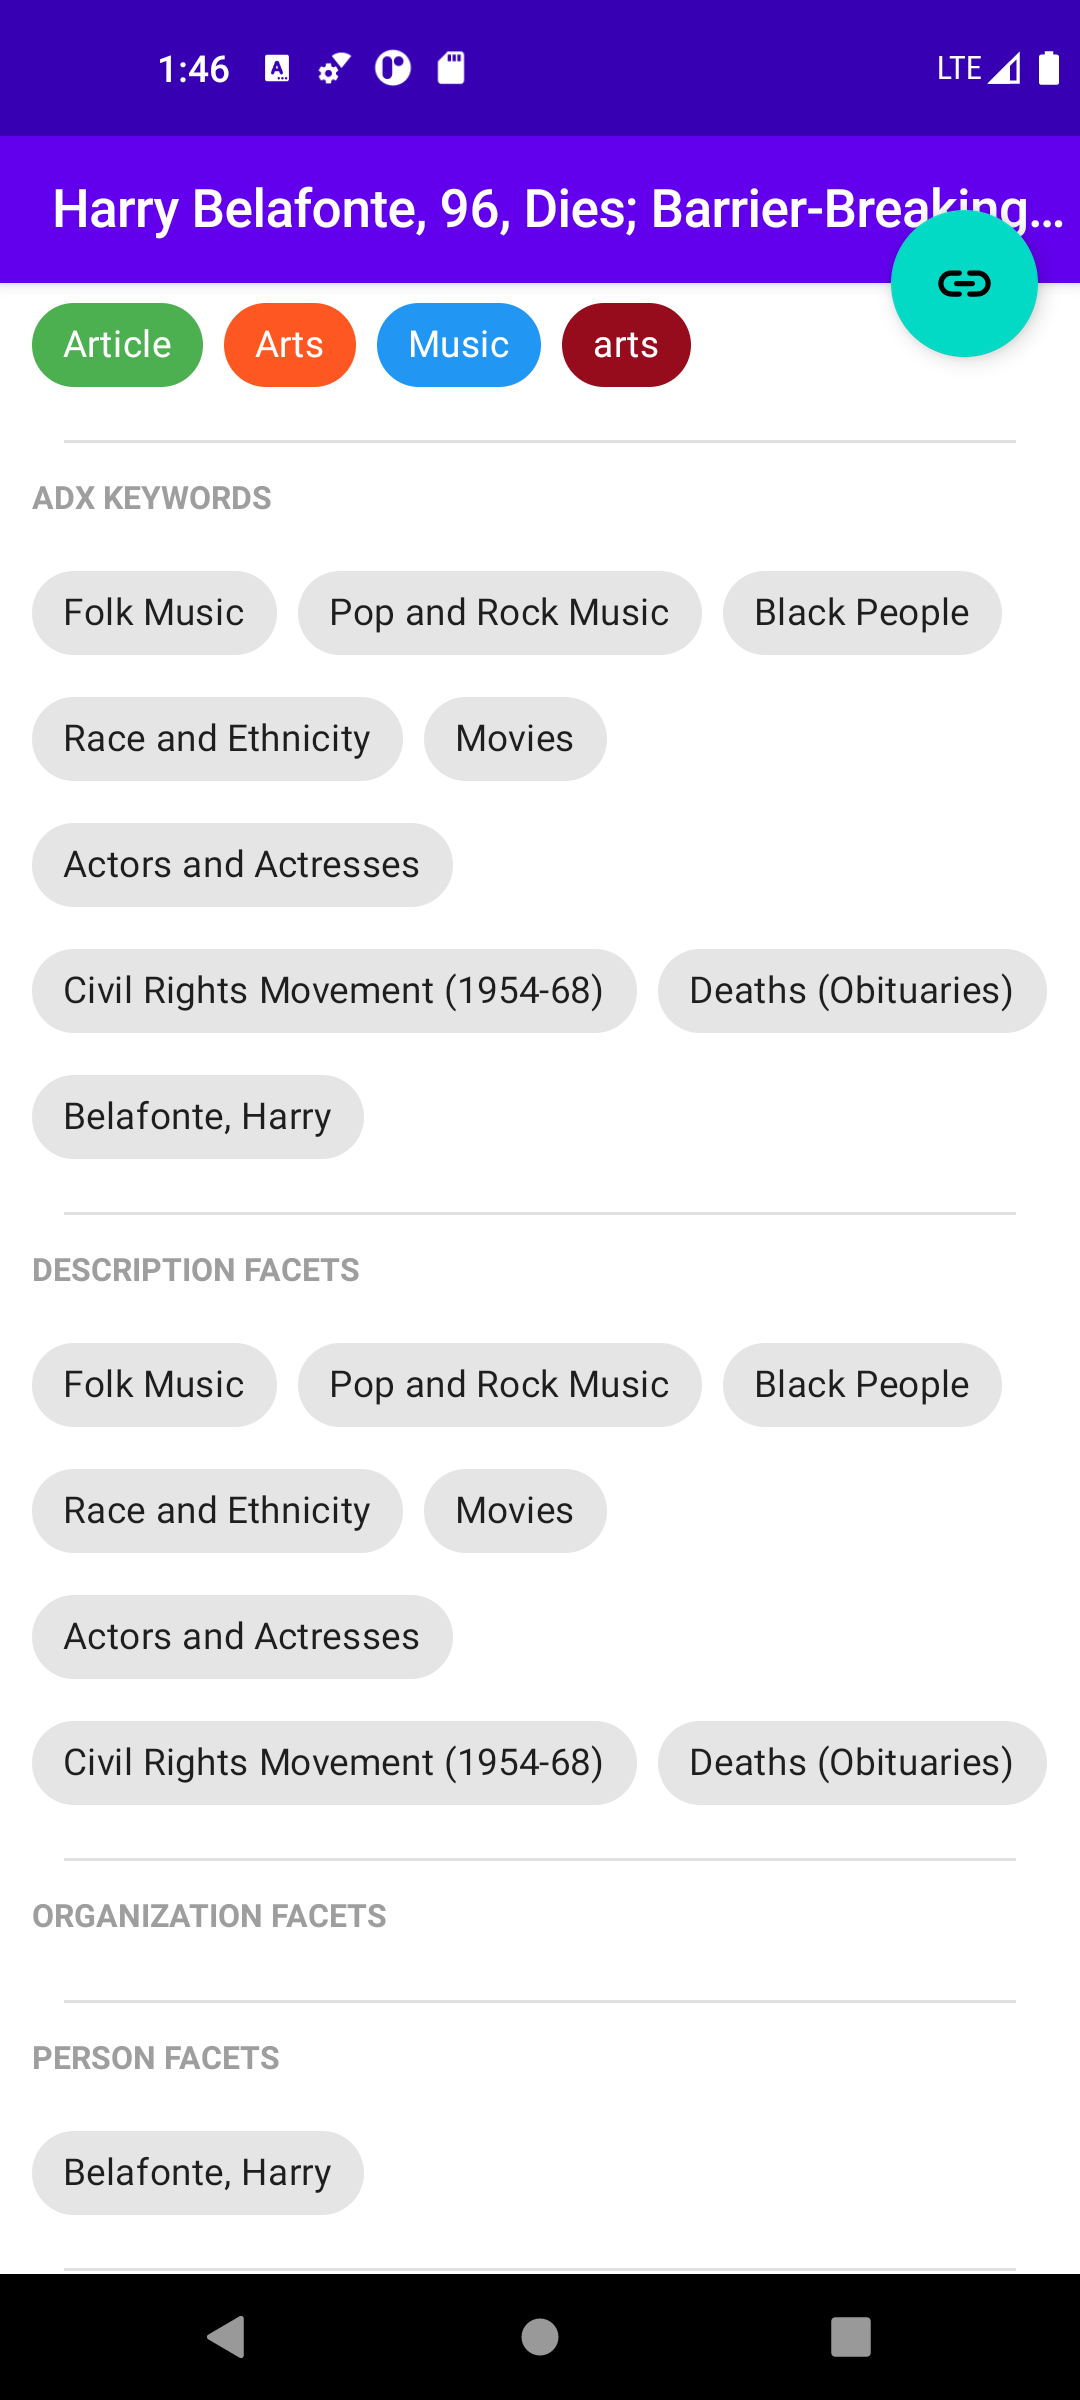 1:46 LTE
Harry Belafonte, 96, Dies; Barrier-Breaking...
Article Arts Music arts
ADX KEYWORDS
Folk Music Pop and Rock Music Black People
Race and Ethnicity Movies
Actors and Actresses
Civil Rights Movement (1954-68) Deaths (Obituaries)
Belafonte, Harry
DESCRIPTION FACETS
Folk Music Pop and Rock Music Black People
Race and Ethnicity Movies
Actors and Actresses
Civil Rights Movement (1954-68) Deaths (Obituaries)
ORGANIZATION FACETS
PERSON FACETS
Belafonte, Harry